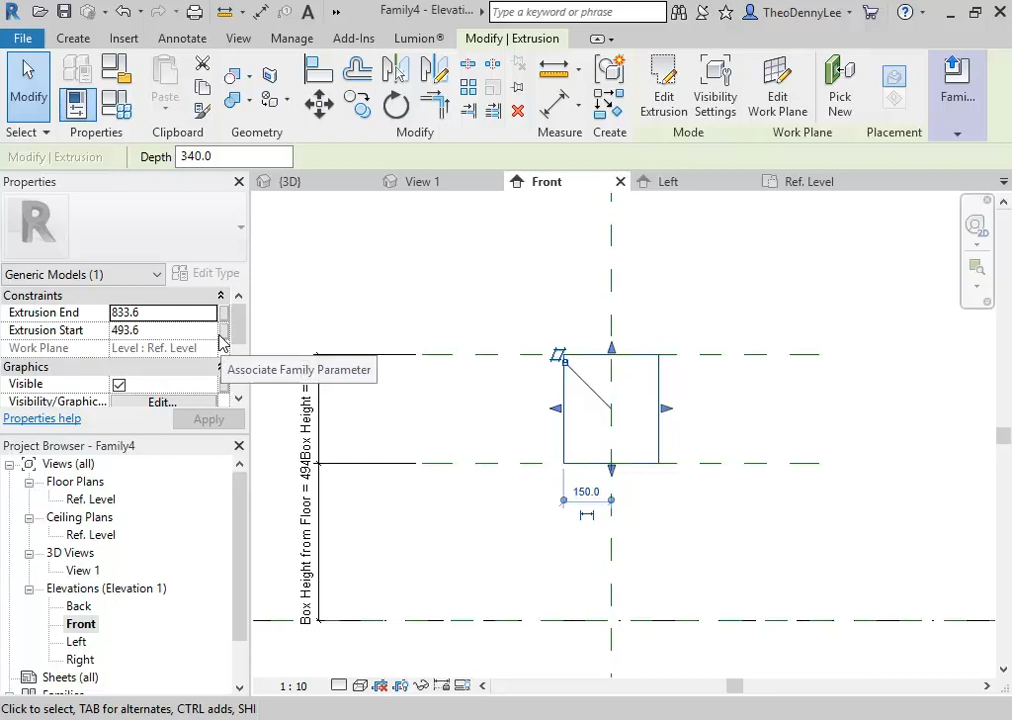 Family4 - Elevati...
Type a keyword or phrase
TheoDennyLee
File
Create
Insert
Annotate
View
Manage
Add-Ins
Lumion®
Modify | Extrusion
Modify
Paste
Edit
Extrusion
Visibility
Settings
Edit
Work Plane
Pick
New
Fami...
Select
Properties
Clipboard
Geometry
Modify
Measure
Create
Mode
Work Plane
Placement
Modify | Extrusion
Depth
340.0
Properties
{3D}
View 1
Front
Left
Ref. Level
Generic Models (1)
Edit Type
Constraints
Extrusion End
833.6
Extrusion Start
493.6
Work Plane
Level : Ref. Level
Graphics
Associate Family Parameter
Visible
Visibility/Graphic...
Edit...
Properties help
Apply
Project Browser - Family4
Views (all)
Floor Plans
Ref. Level
Ceiling Plans
Ref. Level
3D Views
View 1
Elevations (Elevation 1)
Back
Front
Left
Right
Sheets (all)
Families
Box Height =
Box Height from Floor = 494
150.0
1 : 10
Click to select, TAB for alternates, CTRL adds, SHI